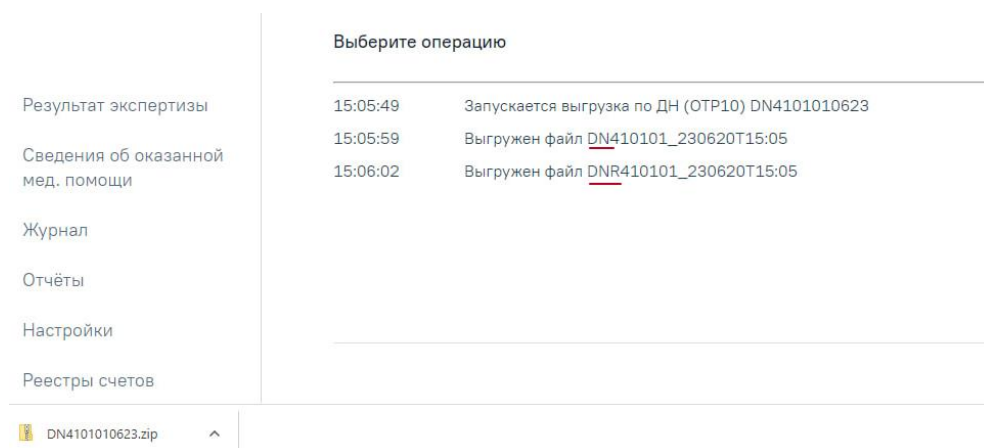 Выберите операцию
Результат экспертизы
Сведения об оказанной
мед. помощи
Журнал
Отчёты
Настройки
Реестры счетов
15:05:49 Запускается выгрузка по ДН (ОТР10) DN4101010623
15:05:59 Выгружен файл DN410101_230620T15:05
15:06:02 Выгружен файл DNR410101_230620T15:05
DN4101010623.zip